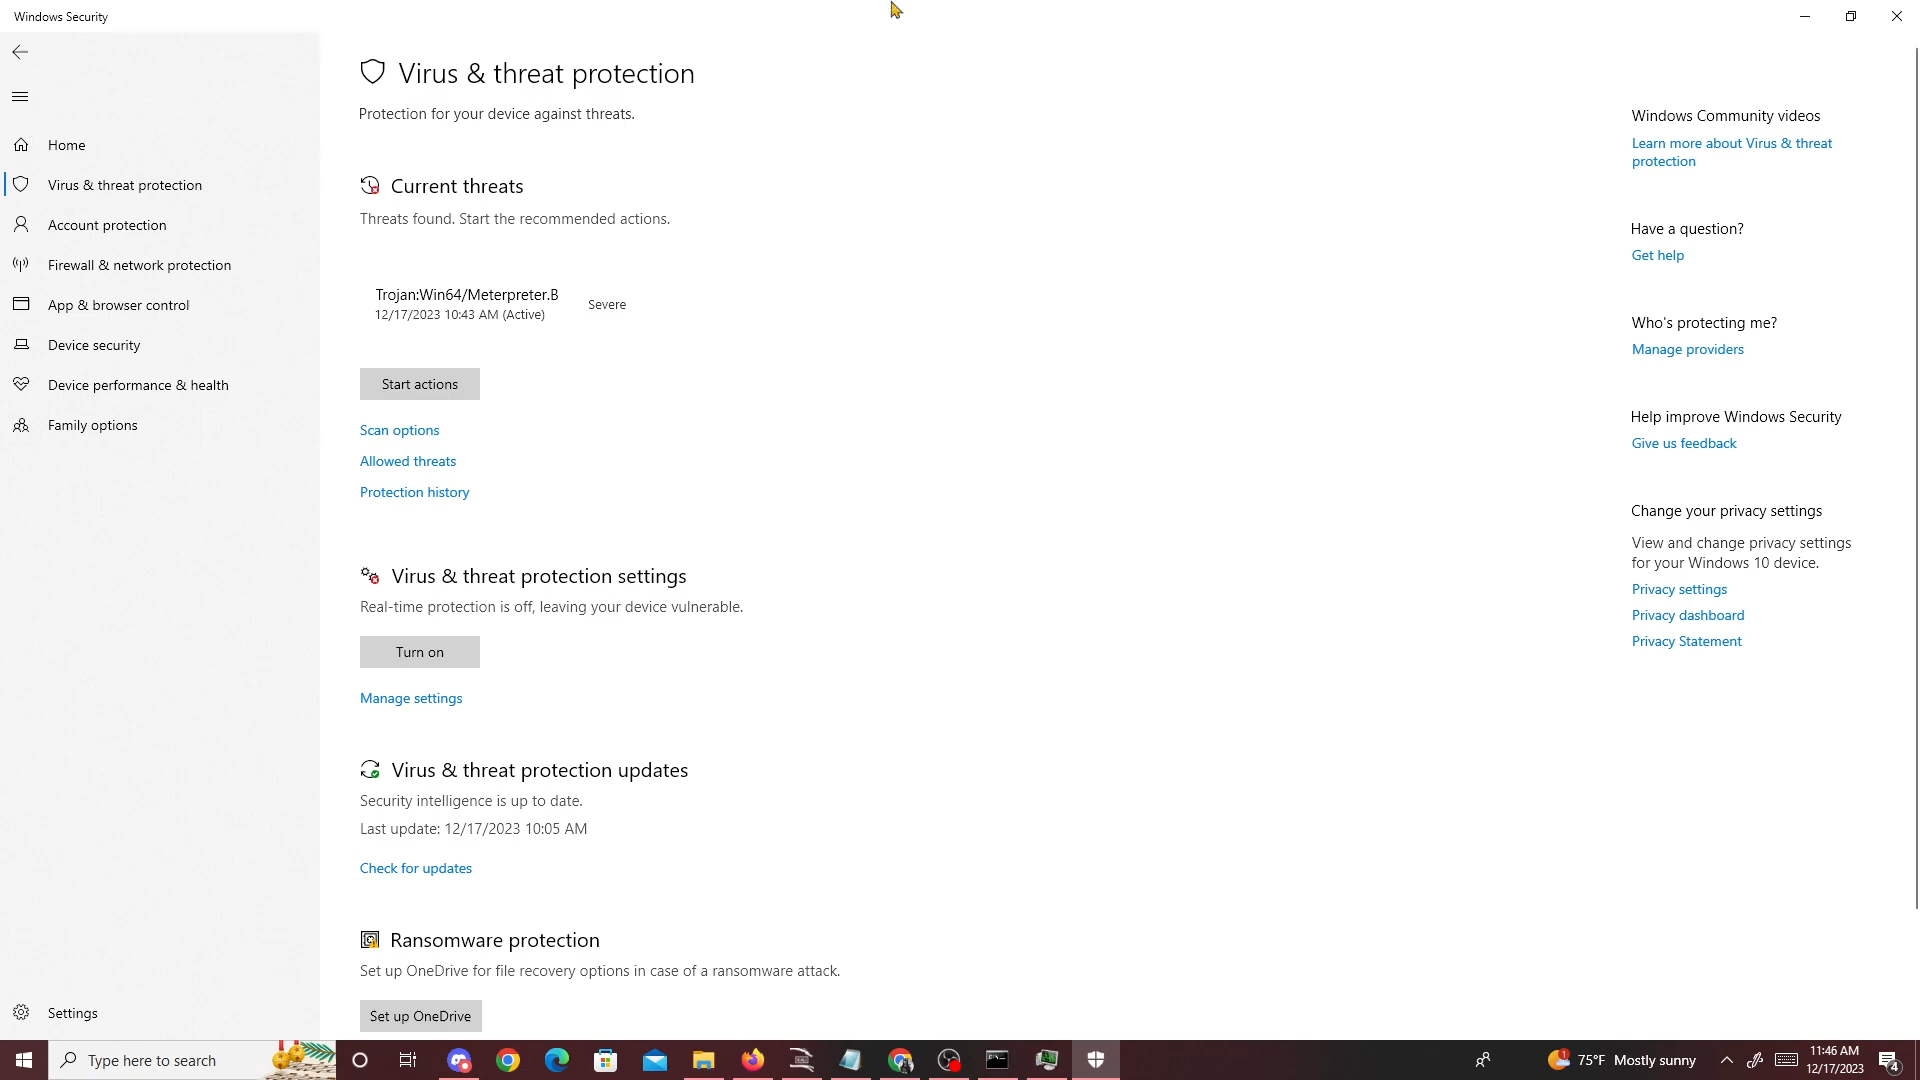 Windows Security
Home
Virus & threat protection
Account protection
Firewall & network protection
App & browser control
Device security
Device performance & health
Family options
Settings
Virus & threat protection
Protection for your device against threats.
Current threats
Threats found. Start the recommended actions.
Trojan:Win64/Meterpreter.B
12/17/2023 10:43 AM (Active)
Severe
Start actions
Scan options
Allowed threats
Protection history
Virus & threat protection settings
Real-time protection is off, leaving your device vulnerable.
Turn on
Manage settings
Virus & threat protection updates
Security intelligence is up to date.
Last update: 12/17/2023 10:05 AM
Check for updates
Ransomware protection
Set up OneDrive for file recovery options in case of a ransomware attack.
Set up OneDrive
Windows Community videos
Learn more about Virus & threat
protection
Have a question?
Get help
Who's protecting me?
Manage providers
Help improve Windows Security
Give us feedback
Change your privacy settings
View and change privacy settings
for your Windows 10 device.
Privacy settings
Privacy dashboard
Privacy Statement
Type here to search
1
75°F Mostly sunny
11:46 AM
12/17/2023
4